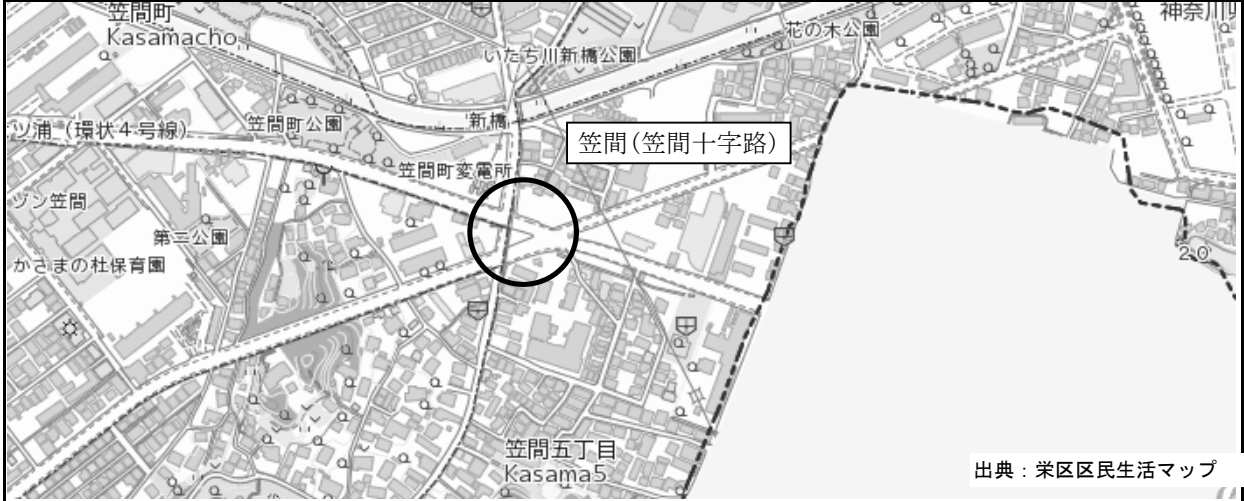 笠間町
Kasamacho
神奈川県
花の木公園
いたち川新橋公園
ツ浦（環状４号線）
笠間町公園
新橋
笠間（笠間十字路）
笠間町変電所
ゾン笠間
第二公園
かさまの杜保育園
20
笠間五丁目
Kasama5
出典：栄区区民生活マップ